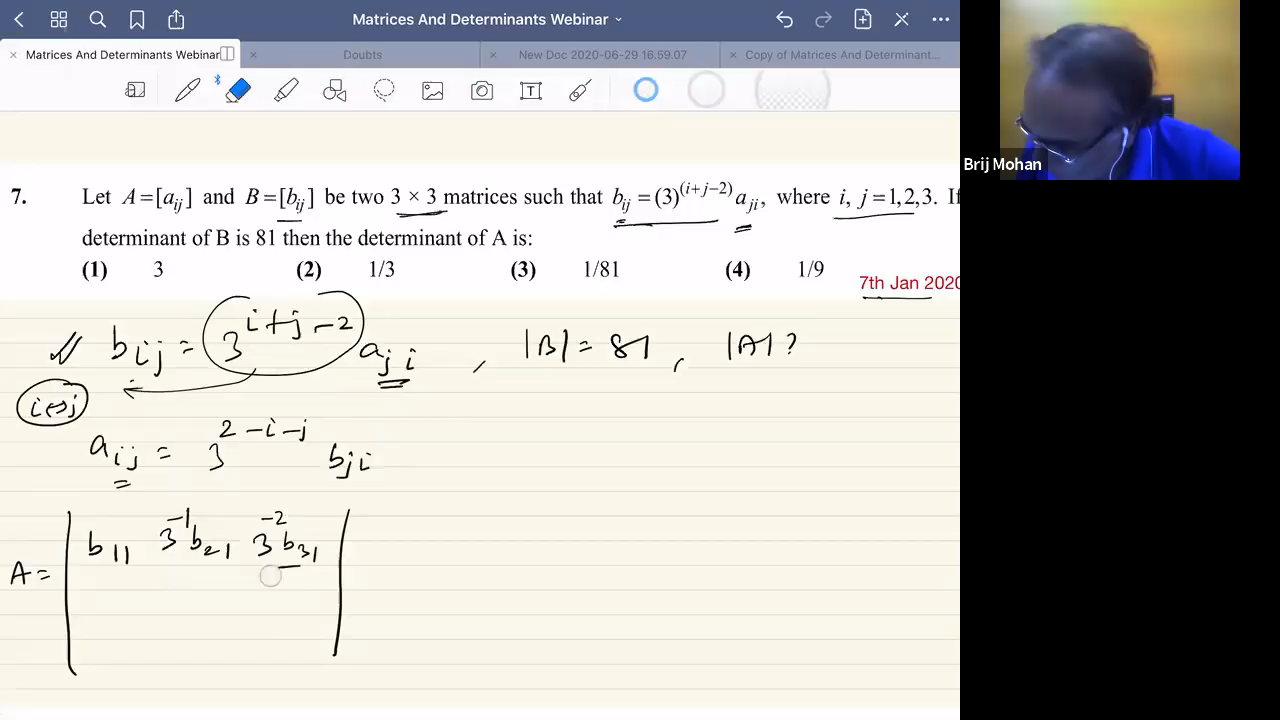 Matrices And Determinants Webinar
Matrices And Determinants Webinar
Doubts
New Doc 2020-06-29 16.59.07
Copy of Matrices And Determinant...
T
Brij Mohan
7. Let A=[a_ij] and B=[b_ij] be two 3 × 3 matrices such that b_ij = (3)^(i+j−2) a_ji, where i, j = 1,2,3. If
determinant of B is 81 then the determinant of A is:
(1) 3 (2) 1/3 (3) 1/81 (4) 1/9
7th Jan 2020
b_ij = 3^(i+j−2) a_ji , |B| = 81 , |A| ?
i↔j
a_ij = 3^(2−i−j) b_ji
A = | b_11 3^−1 b_21 3^−2 b_31 |